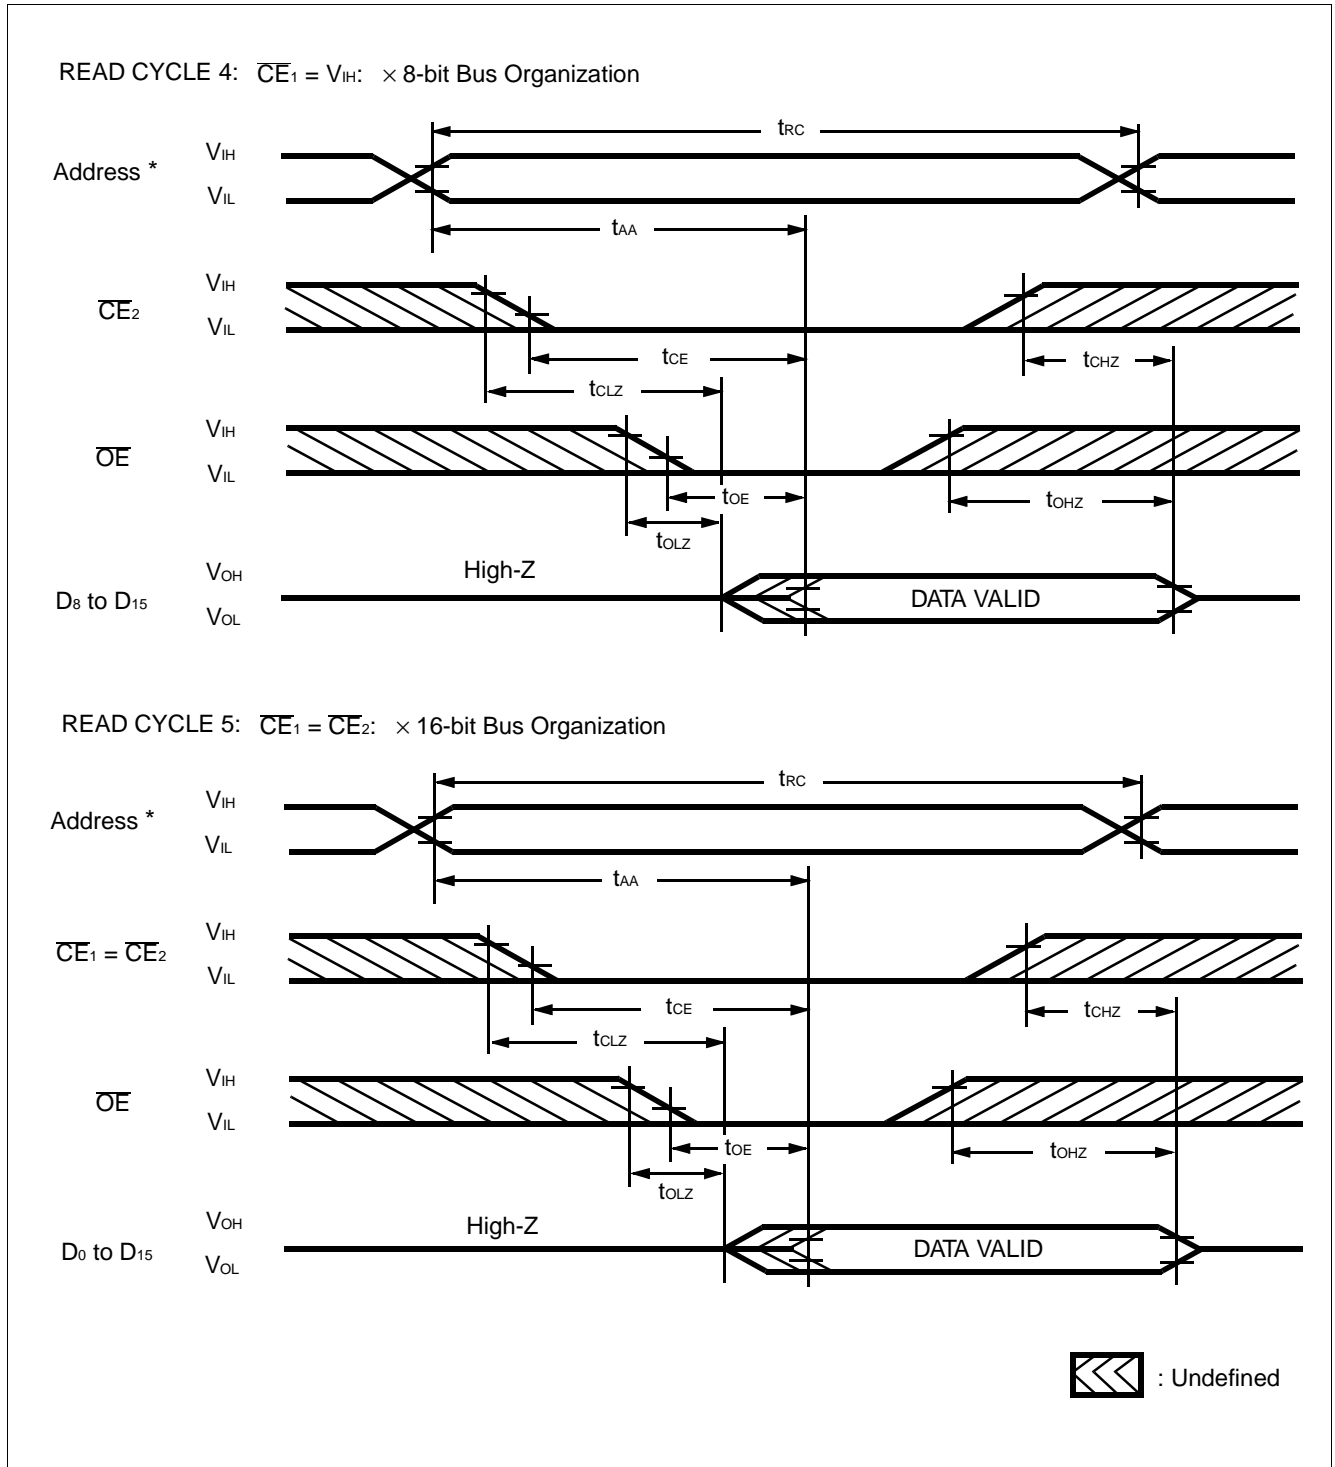 READ CYCLE 4: CE1 = VIH: × 8-bit Bus Organization
tRC
Address *
VIH
VIL
tAA
CE2
VIH
VIL
tCE
tCHZ
tCLZ
OE
VIH
VIL
tOE
tOHZ
tOLZ
D8 to D15
VOH
VOL
High-Z
DATA VALID
READ CYCLE 5: CE1 = CE2: × 16-bit Bus Organization
tRC
Address *
VIH
VIL
tAA
CE1 = CE2
VIH
VIL
tCE
tCHZ
tCLZ
OE
VIH
VIL
tOE
tOHZ
tOLZ
D0 to D15
VOH
VOL
High-Z
DATA VALID
: Undefined